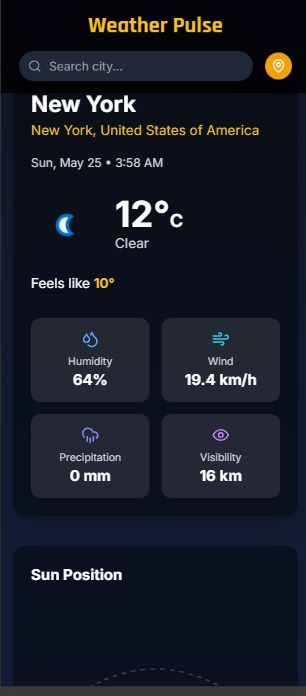 Weather Pulse
Search city...
New York
New York, United States of America
Sun, May 25 • 3:58 AM
12°C
Clear
Feels like 10°
Humidity
64%
Wind
19.4 km/h
Precipitation
0 mm
Visibility
16 km
Sun Position